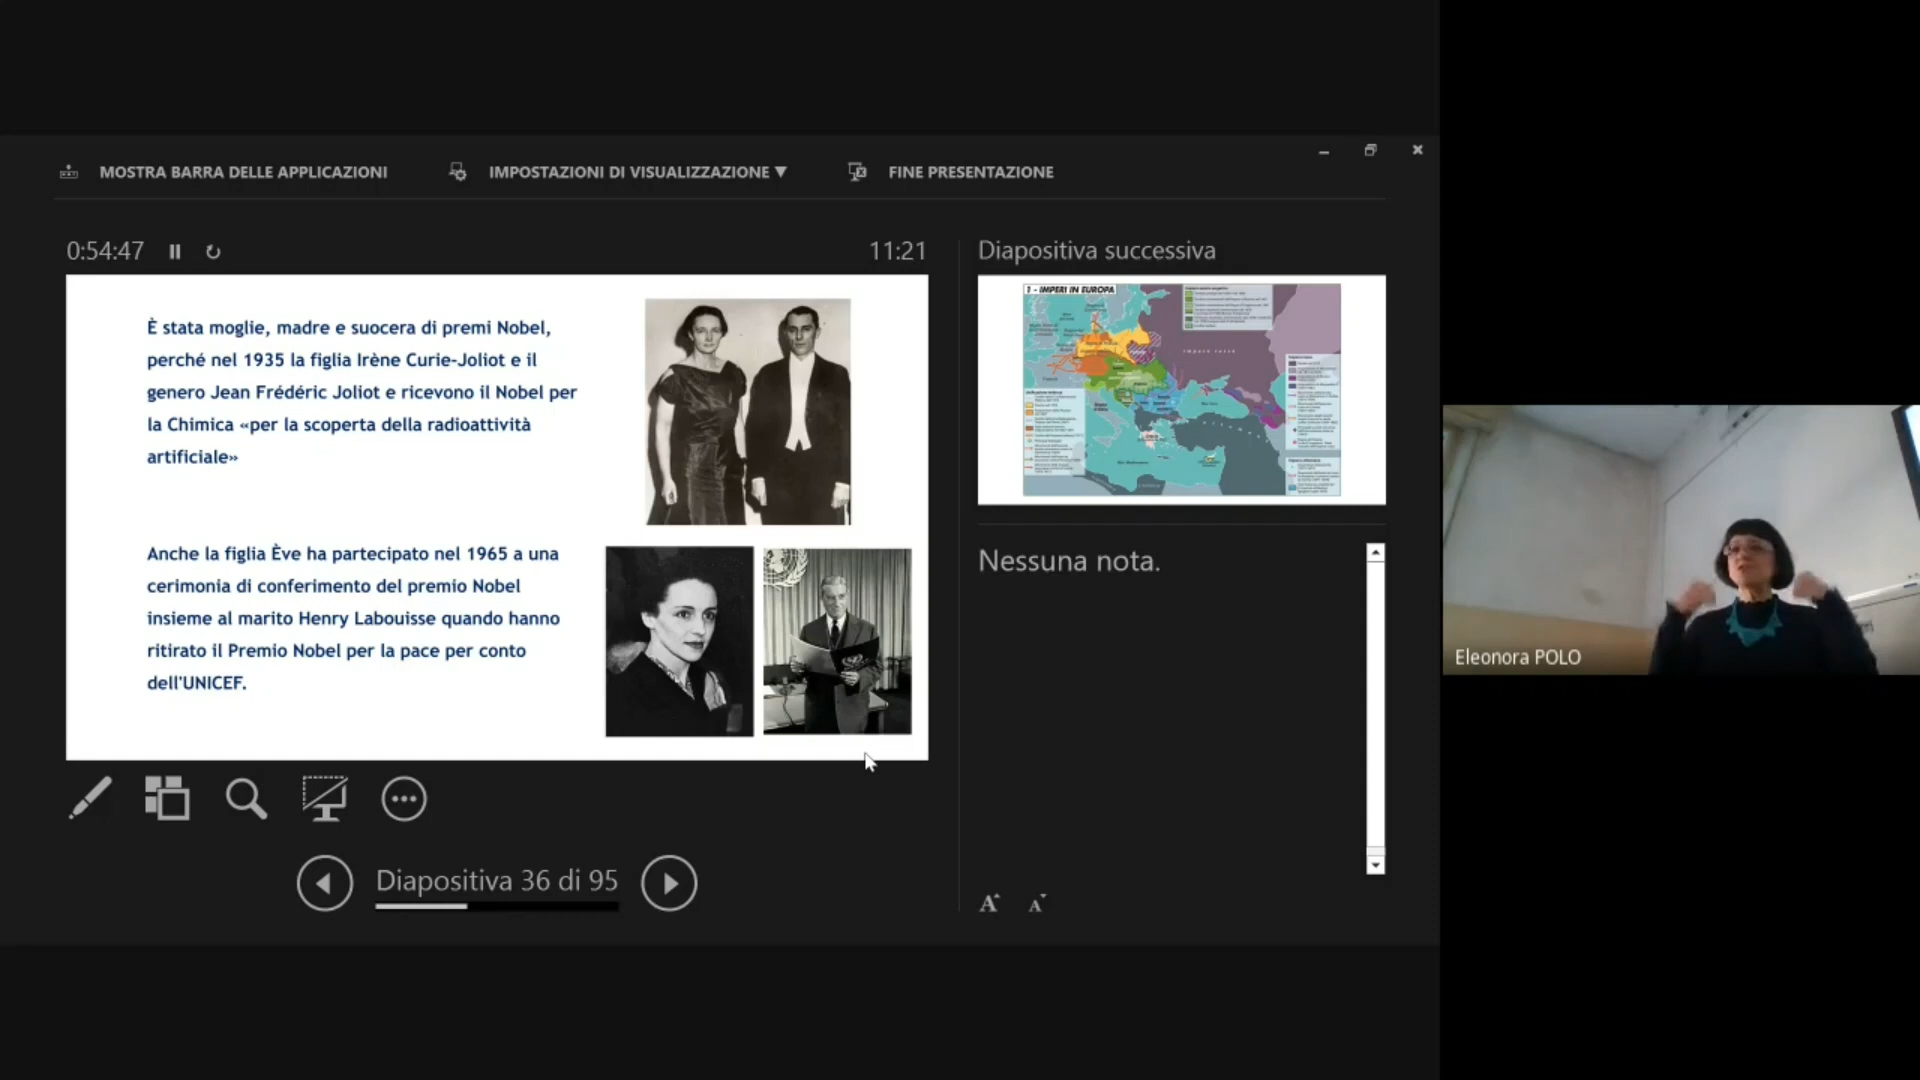 MOSTRA BARRA DELLE APPLICAZIONI
IMPOSTAZIONI DI VISUALIZZAZIONE ▼
FINE PRESENTAZIONE
0:54:47
11:21
È stata moglie, madre e suocera di premi Nobel,
perché nel 1935 la figlia Irène Curie-Joliot e il
genero Jean Frédéric Joliot e ricevono il Nobel per
la Chimica «per la scoperta della radioattività
artificiale»
Anche la figlia Ève ha partecipato nel 1965 a una
cerimonia di conferimento del premio Nobel
insieme al marito Henry Labouisse quando hanno
ritirato il Premio Nobel per la pace per conto
dell'UNICEF.
Diapositiva 36 di 95
Diapositiva successiva
1 - IMPERI IN EUROPA
Nessuna nota.
A A
Eleonora POLO